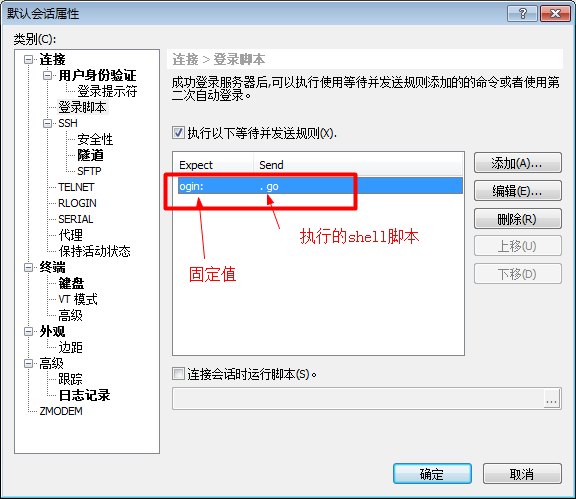 默认会话属性
类别(C):
连接
用户身份验证
登录提示符
登录脚本
SSH
安全性
隧道
SFTP
TELNET
RLOGIN
SERIAL
代理
保持活动状态
终端
键盘
VT 模式
高级
外观
边距
高级
跟踪
日志记录
ZMODEM
连接 > 登录脚本
成功登录服务器后,可以执行使用等待并发送规则添加的的命令或者使用第
二次自动登录。
执行以下等待并发送规则(X).
Expect Send
ogin: . go
执行的shell脚本
固定值
添加(A)...
编辑(E)...
删除(R)
上移(U)
下移(D)
连接会话时运行脚本(S)。
...
确定
取消